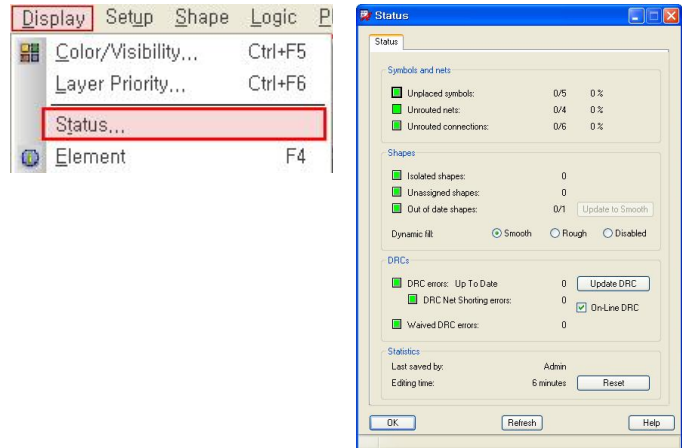 Display Setup Shape Logic
Color/Visibility... Ctrl+F5
Layer Priority... Ctrl+F6
Status...
Element F4
Status
Status
Symbols and nets
Unplaced symbols: 0/5 0 %
Unrouted nets: 0/4 0 %
Unrouted connections: 0/6 0 %
Shapes
Isolated shapes: 0
Unassigned shapes: 0
Out of date shapes: 0/1 Update to Smooth
Dynamic fill: Smooth Rough Disabled
DRCs
DRC errors: Up To Date 0 Update DRC
DRC Net Shorting errors: 0
On-Line DRC
Waived DRC errors: 0
Statistics
Last saved by: Admin
Editing time: 6 minutes Reset
OK Refresh Help